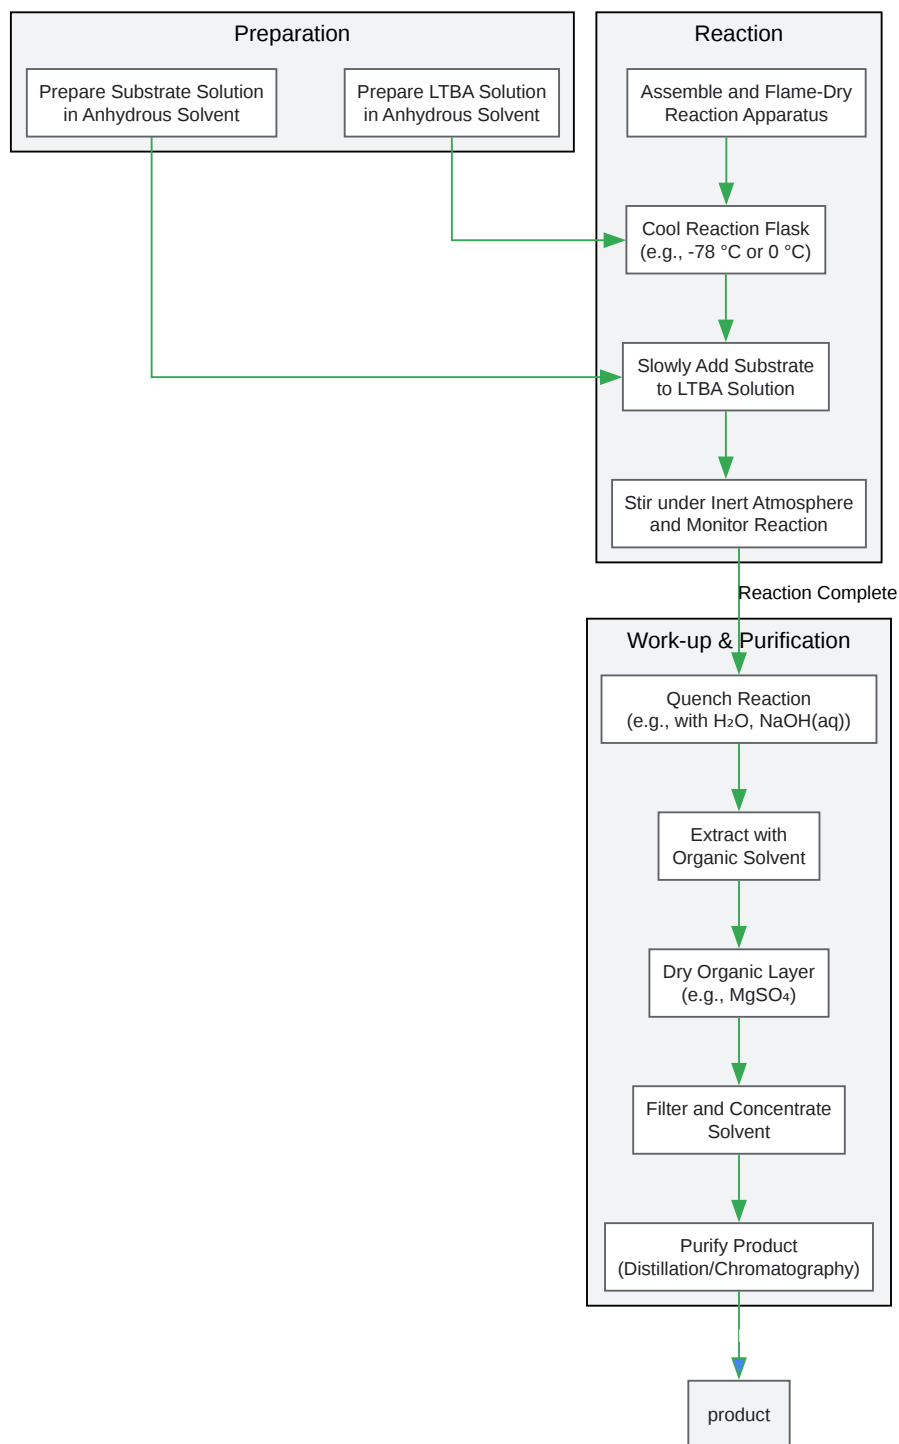 Preparation
Prepare Substrate Solution
in Anhydrous Solvent
Prepare LTBA Solution
in Anhydrous Solvent
Reaction
Assemble and Flame-Dry
Reaction Apparatus
Cool Reaction Flask
(e.g., -78 °C or 0 °C)
Slowly Add Substrate
to LTBA Solution
Stir under Inert Atmosphere
and Monitor Reaction
Reaction Complete
Work-up & Purification
Quench Reaction
(e.g., with H₂O, NaOH(aq))
Extract with
Organic Solvent
Dry Organic Layer
(e.g., MgSO₄)
Filter and Concentrate
Solvent
Purify Product
(Distillation/Chromatography)
product